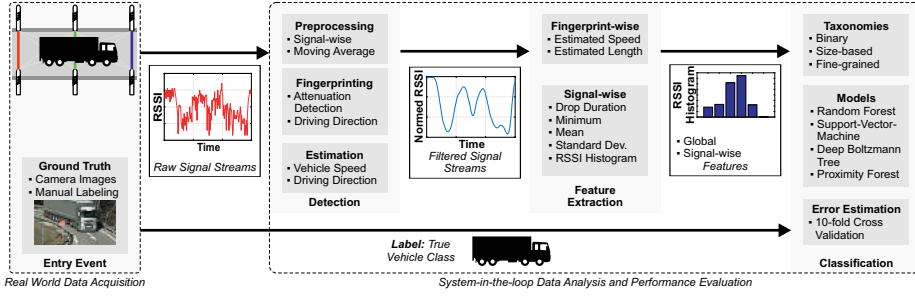 Ground Truth
▪ Camera Images
▪ Manual Labeling
Entry Event
Real World Data Acquisition
RSSI
Time
Raw Signal Streams
Preprocessing
▪ Signal-wise
▪ Moving Average
Fingerprinting
▪ Attenuation
Detection
▪ Driving Direction
Estimation
▪ Vehicle Speed
▪ Driving Direction
Detection
Normed RSSI
Time
Filtered Signal
Streams
Fingerprint-wise
▪ Estimated Speed
▪ Estimated Length
Signal-wise
▪ Drop Duration
▪ Minimum
▪ Mean
▪ Standard Dev.
▪ RSSI Histogram
Feature
Extraction
RSSI
Histogram
▪ Global
▪ Signal-wise
Features
Taxonomies
▪ Binary
▪ Size-based
▪ Fine-grained
Models
▪ Random Forest
▪ Support-Vector-
Machine
▪ Deep Boltzmann
Tree
▪ Proximity Forest
Error Estimation
▪ 10-fold Cross
Validation
Classification
Label: True
Vehicle Class
System-in-the-loop Data Analysis and Performance Evaluation